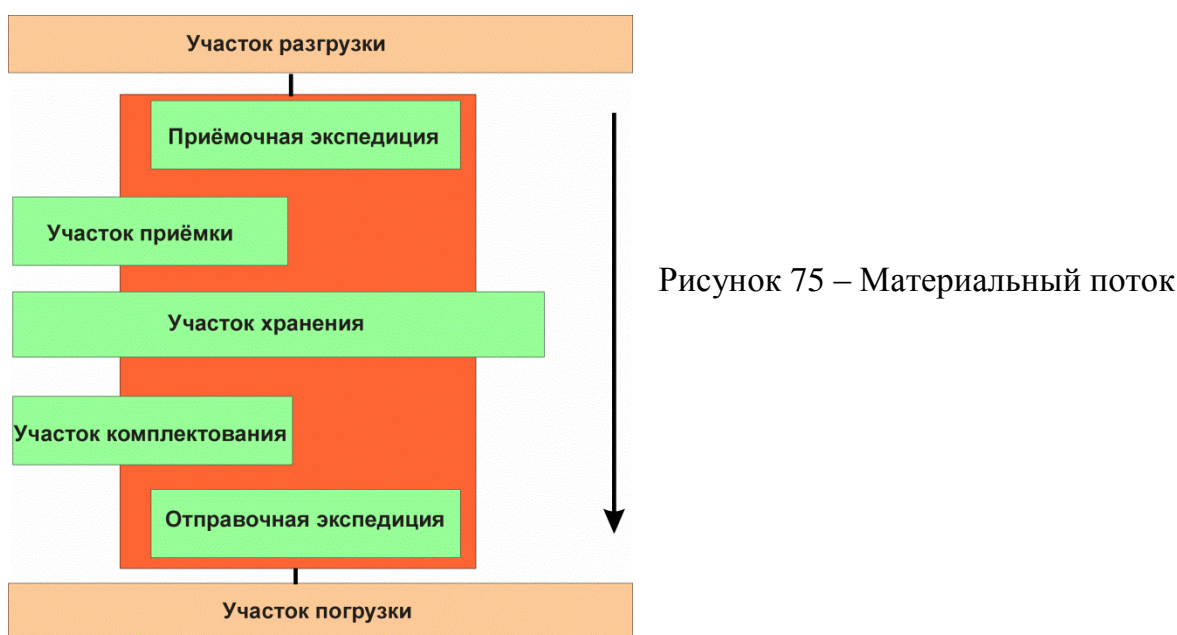 Участок разгрузки
Приёмочная экспедиция
Участок приёмки
Рисунок 75 – Материальный поток
Участок хранения
Участок комплектования
Отправочная экспедиция
Участок погрузки